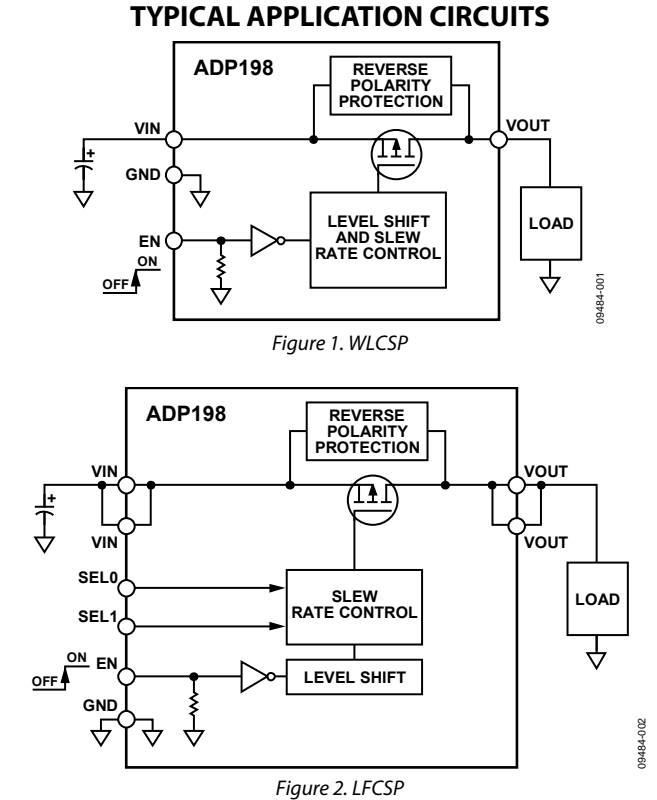 TYPICAL APPLICATION CIRCUITS
ADP198
REVERSE
POLARITY
PROTECTION
VIN
VOUT
+
GND
LEVEL SHIFT
AND SLEW
RATE CONTROL
LOAD
EN
ON
OFF
09484-001
Figure 1. WLCSP
ADP198
REVERSE
POLARITY
PROTECTION
VIN
VOUT
+
VIN
VOUT
SEL0
SLEW
RATE CONTROL
LOAD
SEL1
ON
EN
OFF
LEVEL SHIFT
GND
09484-002
Figure 2. LFCSP